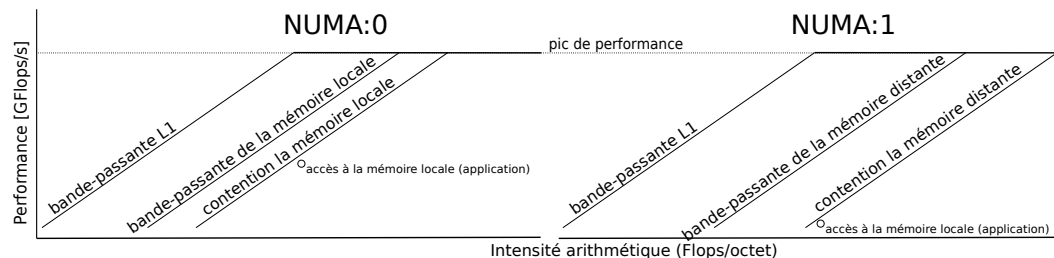 NUMA:0
NUMA:1
pic de performance
Performance [GFlops/s]
bande-passante L1
bande-passante de la mémoire locale
contention la mémoire locale
accès à la mémoire locale (application)
bande-passante L1
bande-passante de la mémoire distante
contention la mémoire distante
accès à la mémoire locale (application)
Intensité arithmétique (Flops/octet)